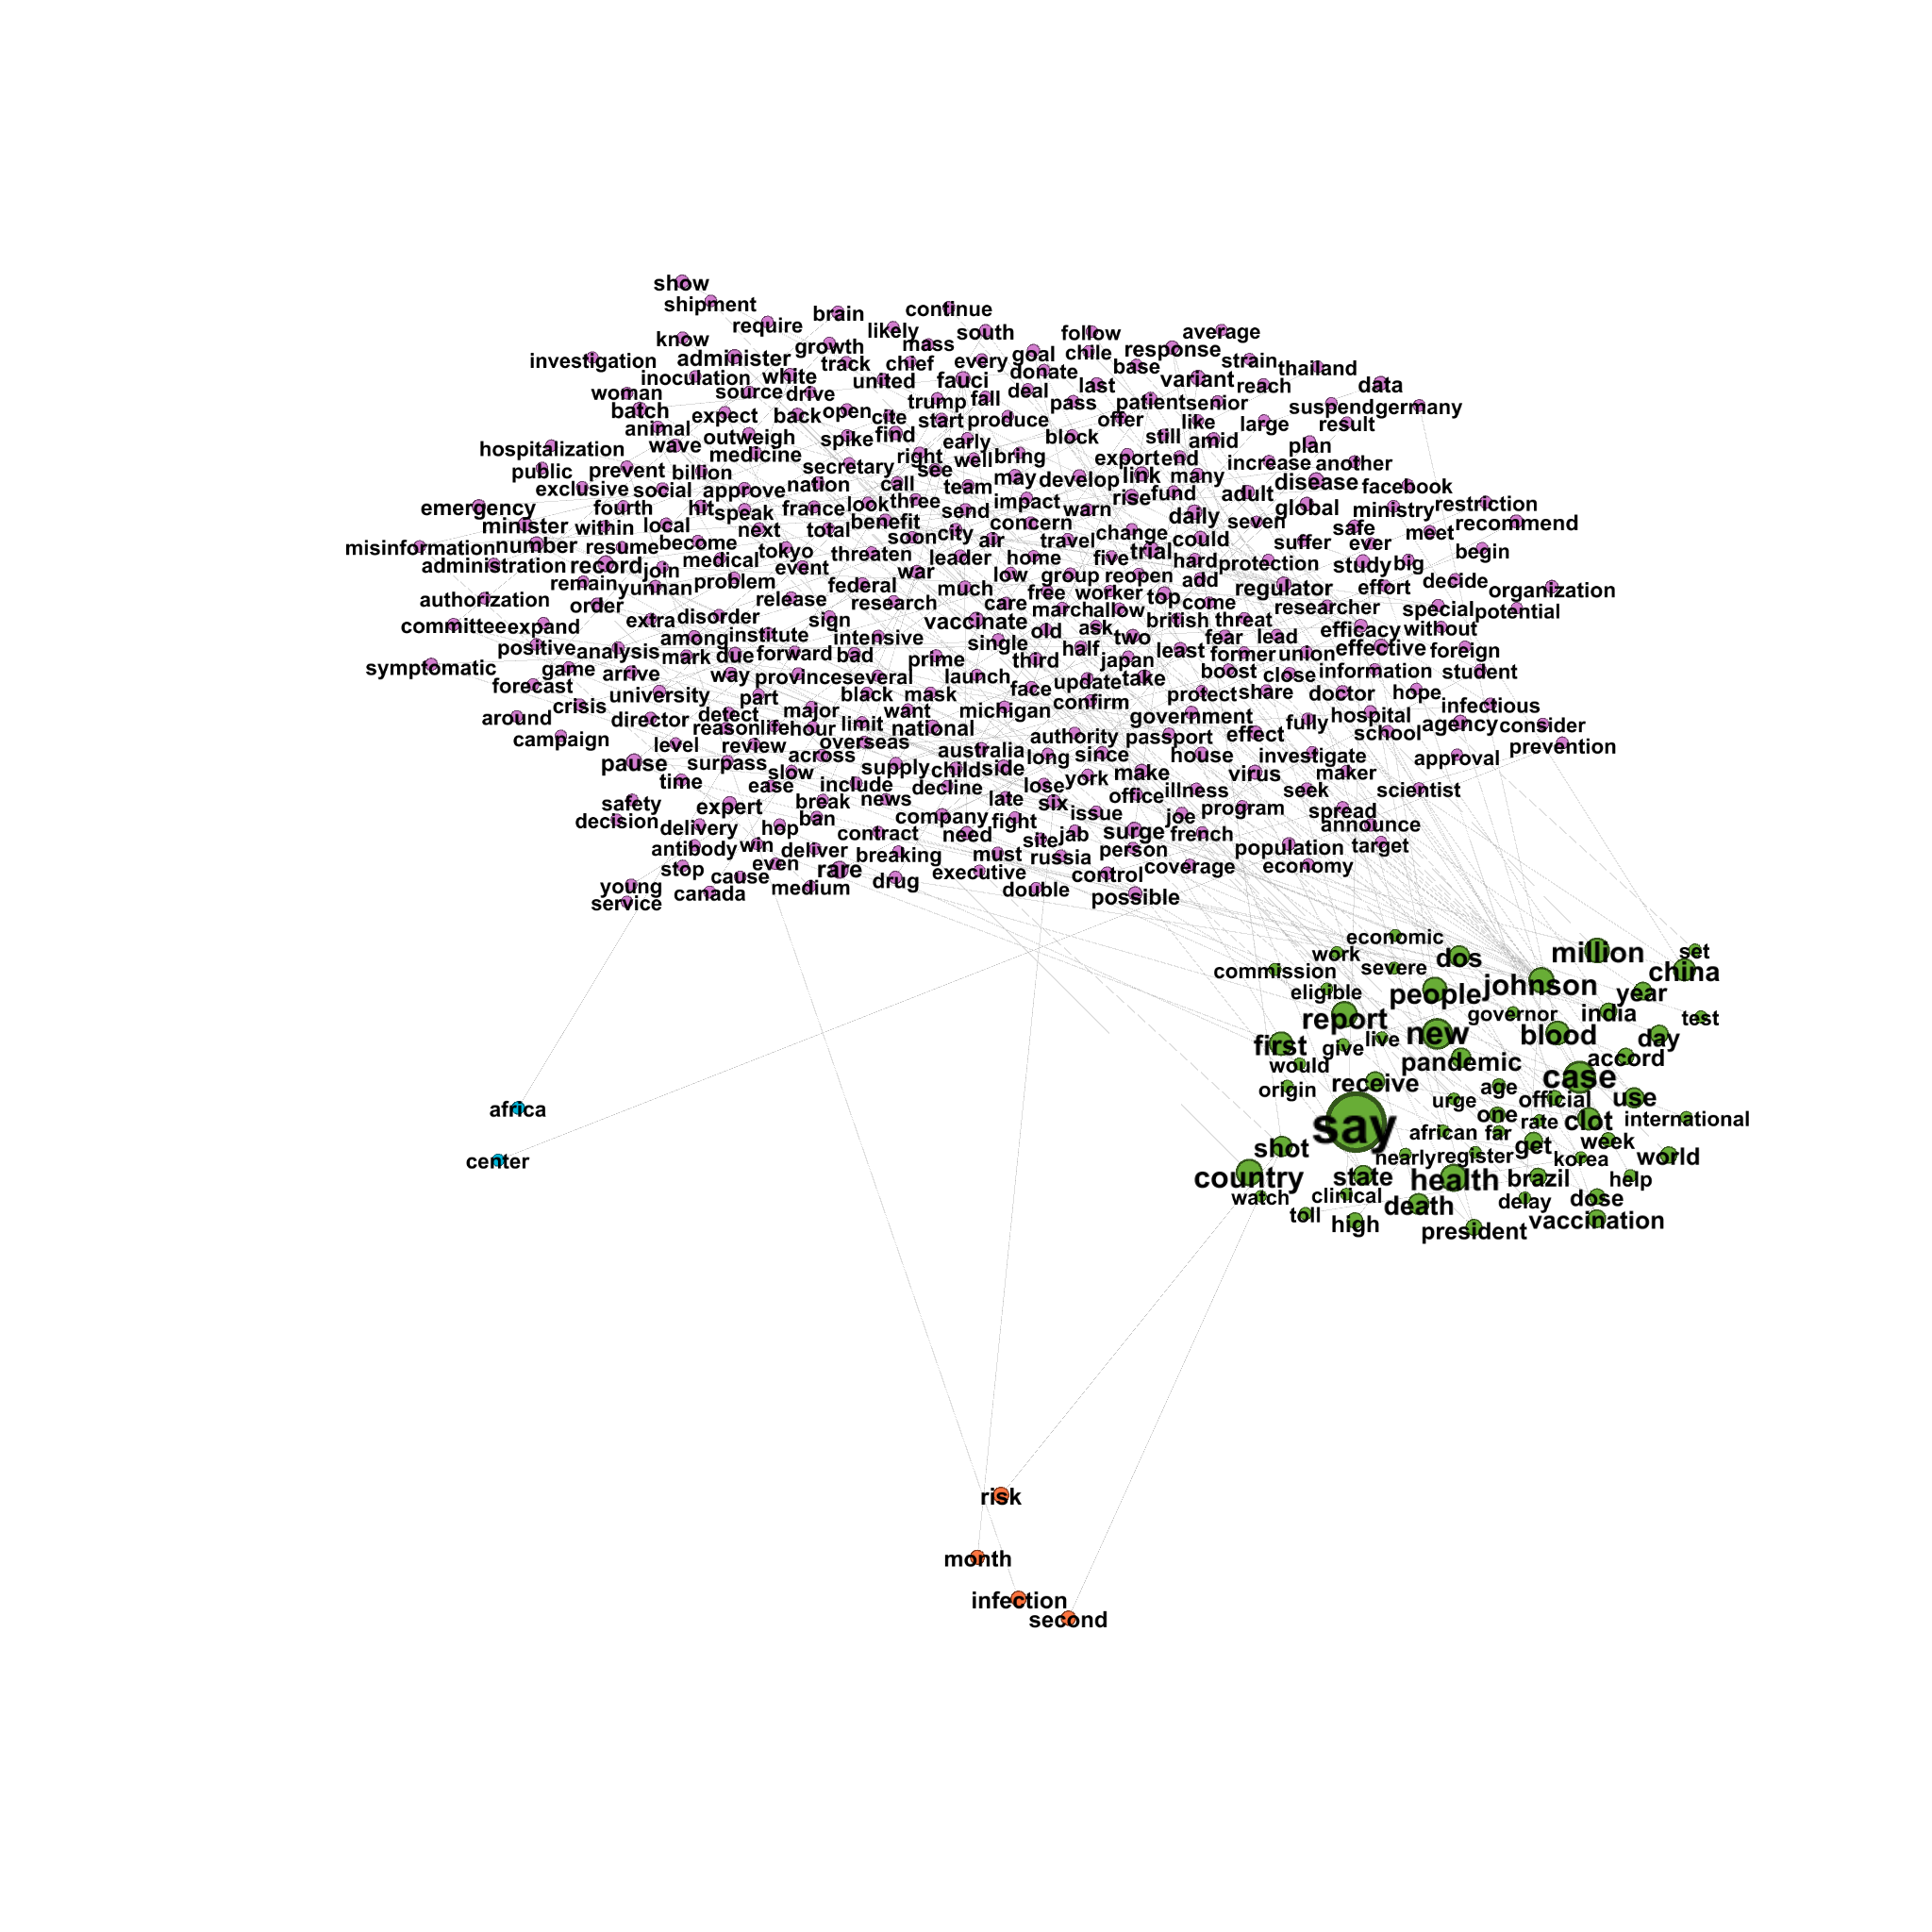 show
shipment
continue
brain
require
likely
south
follow
average
know
growth
mass
investigation
administer
track
chief
every
goal
chile
response
strain
thailand
inoculation
white
united
fauci
donate
base
variant
reach
data
woman
source
drive
trump
fall
deal
last
patient
senior
suspend
germany
batch
expect
back
open
cite
start
produce
pass
offer
like
large
result
animal
outweigh
spike
find
early
block
still
amid
plan
hospitalization
wave
medicine
secretary
right
see
well
bring
export
end
increase
another
public
prevent
billion
nation
call
team
may
develop
link
many
disease
facebook
exclusive
social
approve
look
three
impact
rise
fund
adult
global
ministry
restriction
emergency
fourth
hit
speak
france
benefit
send
concern
warn
daily
seven
safe
meet
recommend
minister
within
local
next
total
soon
city
air
travel
change
could
suffer
ever
begin
misinformation
number
resume
become
tokyo
threaten
leader
home
five
trial
hard
protection
study
big
administration
record
join
medical
event
war
low
group
reopen
add
regulator
effort
decide
organization
remain
yunnan
problem
federal
much
free
worker
top
come
researcher
special
potential
authorization
order
release
research
care
march
allow
british
threat
efficacy
without
committee
expand
extra
disorder
sign
vaccinate
old
ask
two
fear
lead
effective
foreign
positive
analysis
among
institute
intensive
single
half
least
former
union
information
student
symptomatic
game
mark
due
forward
bad
prime
third
japan
boost
close
hope
forecast
arrive
way
province
several
launch
update
take
protect
share
doctor
infectious
crisis
university
part
black
mask
face
confirm
government
fully
hospital
agency
consider
around
director
detect
major
want
michigan
campaign
reason
life
hour
limit
national
authority
passport
effect
school
prevention
level
review
overseas
australia
long
since
house
investigate
approval
pause
surpass
across
supply
child
side
york
make
virus
maker
time
slow
include
decline
lose
office
illness
seek
scientist
safety
ease
break
news
late
six
issue
joe
program
spread
decision
expert
ban
company
fight
surge
french
announce
delivery
hop
contract
need
site
jab
person
population
target
antibody
win
deliver
breaking
must
russia
coverage
economy
stop
even
rare
executive
control
young
cause
medium
drug
double
possible
service
canada
economic
million
set
work
dos
commission
severe
china
eligible
people
johnson
year
report
governor
india
test
first
give
live
new
blood
day
would
pandemic
accord
origin
receive
age
case
urge
official
use
say
one
rate
clot
international
african
far
shot
nearly
register
get
week
korea
world
country
state
health
brazil
help
watch
clinical
death
delay
dose
toll
high
president
vaccination
africa
center
risk
month
infection
second